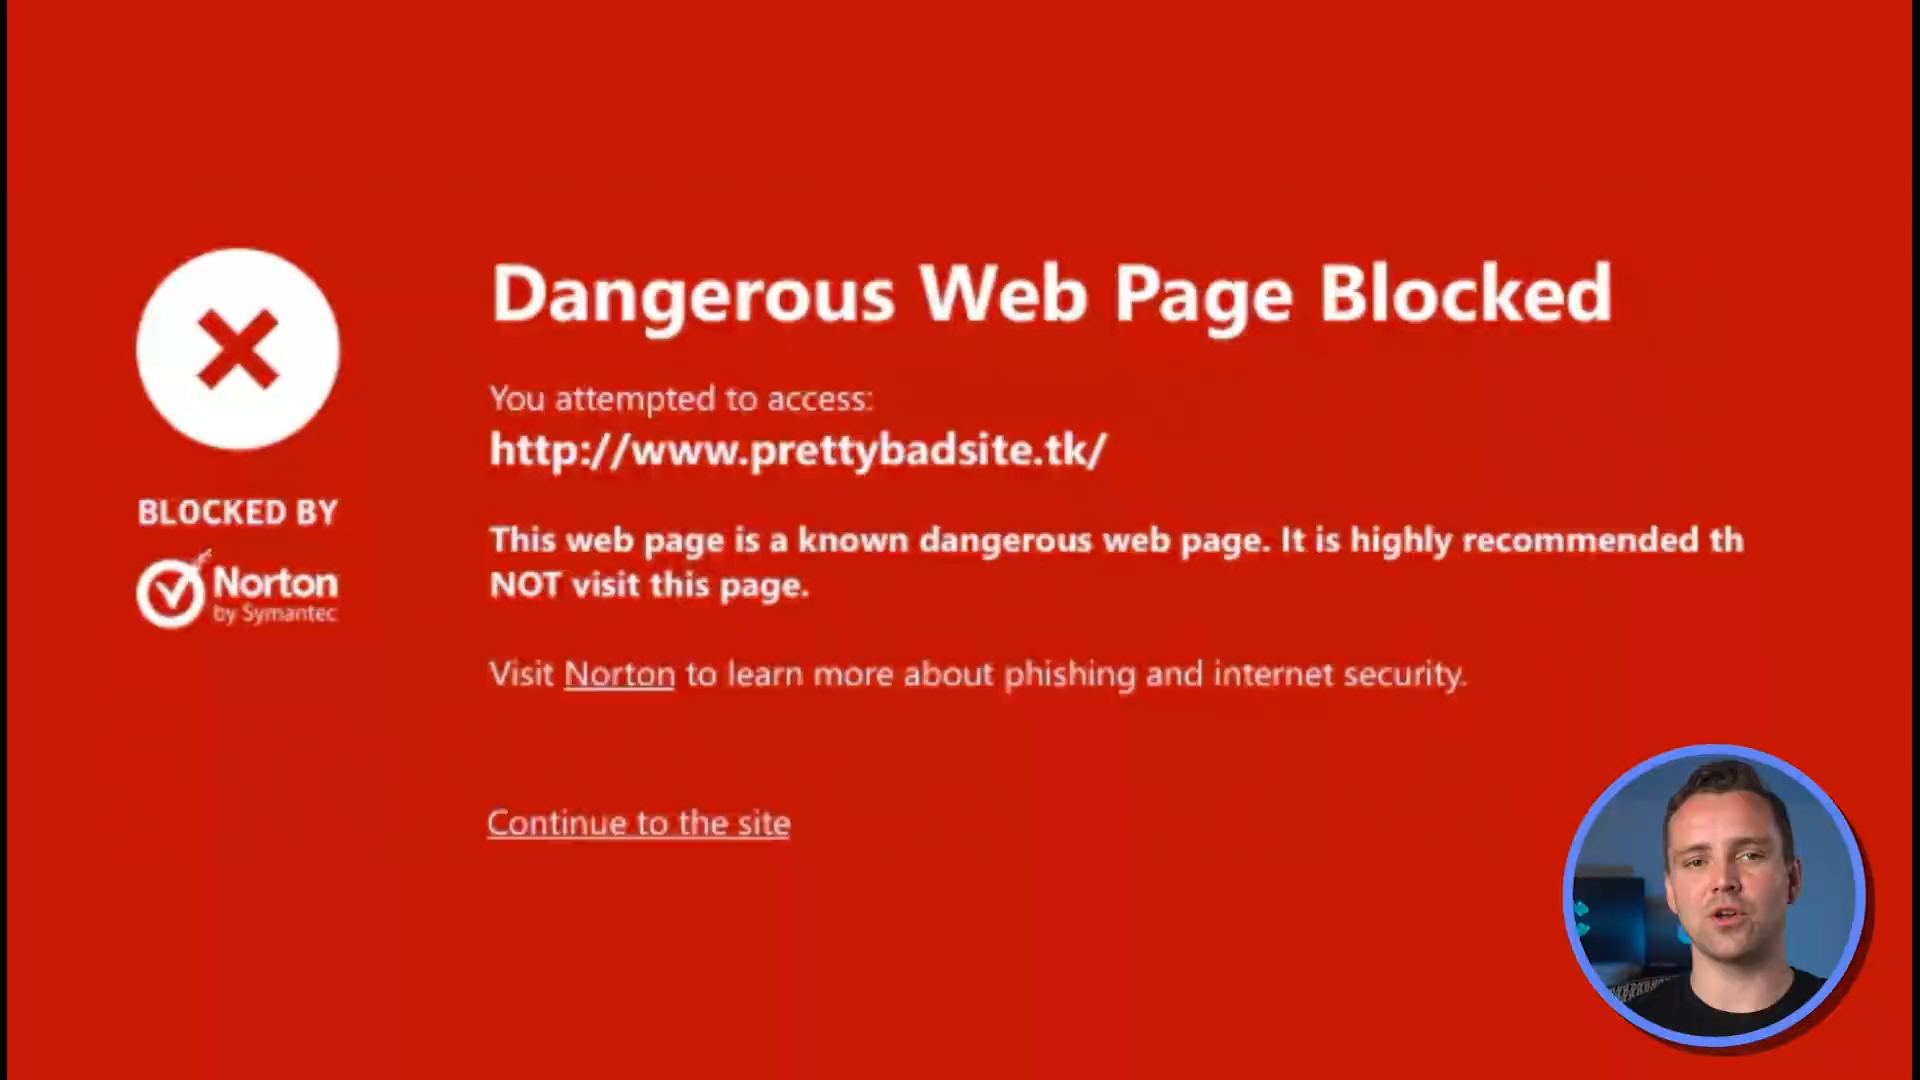 Dangerous Web Page Blocked
You attempted to access:
http://www.prettybadsite.tk/
BLOCKED BY
Norton
by Symantec
This web page is a known dangerous web page. It is highly recommended th
NOT visit this page.
Visit Norton to learn more about phishing and internet security.
Continue to the site